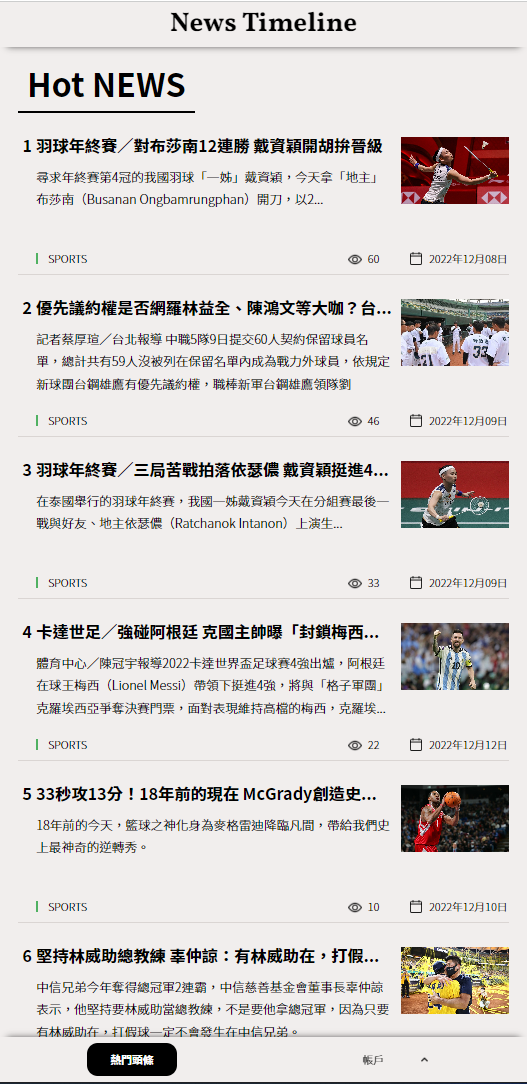 News Timeline
Hot NEWS
1 羽球年終賽／對布莎南12連勝 戴資穎開胡拚晉級
尋求年終賽第4冠的我國羽球「一姊」戴資穎，今天拿「地主」
布莎南（Busanan Ongbamrungphan）開刀，以2...
SPORTS
60
2022年12月08日
2 優先議約權是否網羅林益全、陳鴻文等大咖？台...
記者蔡厚瑄／台北報導 中職5隊9日提交60人契約保留球員名
單，總計共有59人沒被列在保留名單內成為戰力外球員，依規定
新球團台鋼雄鷹有優先議約權，職棒新軍台鋼雄鷹領隊劉
SPORTS
46
2022年12月09日
3 羽球年終賽／三局苦戰拍落依瑟儂 戴資穎挺進4...
在泰國舉行的羽球年終賽，我國一姊戴資穎今天在分組賽最後一
戰與好友、地主依瑟儂（Ratchanok Intanon）上演生...
SPORTS
33
2022年12月09日
4 卡達世足／強碰阿根廷 克國主帥曝「封鎖梅西...
體育中心／陳冠宇報導2022卡達世界盃足球賽4強出爐，阿根廷
在球王梅西（Lionel Messi）帶領下挺進4強，將與「格子軍團」
克羅埃西亞爭奪決賽門票，面對表現維持高檔的梅西，克羅埃...
SPORTS
22
2022年12月12日
5 33秒攻13分！18年前的現在 McGrady創造史...
18年前的今天，籃球之神化身為麥格雷迪降臨凡間，帶給我們史
上最神奇的逆轉秀。
SPORTS
10
2022年12月10日
6 堅持林威助總教練 辜仲諒：有林威助在，打假...
中信兄弟今年奪得總冠軍2連霸，中信慈善基金會董事長辜仲諒
表示，他堅持要林威助當總教練，不是要他拿總冠軍，因為只要
有林威助在，打假球一定不會發生在中信兄弟。
熱門頭條
帳戶